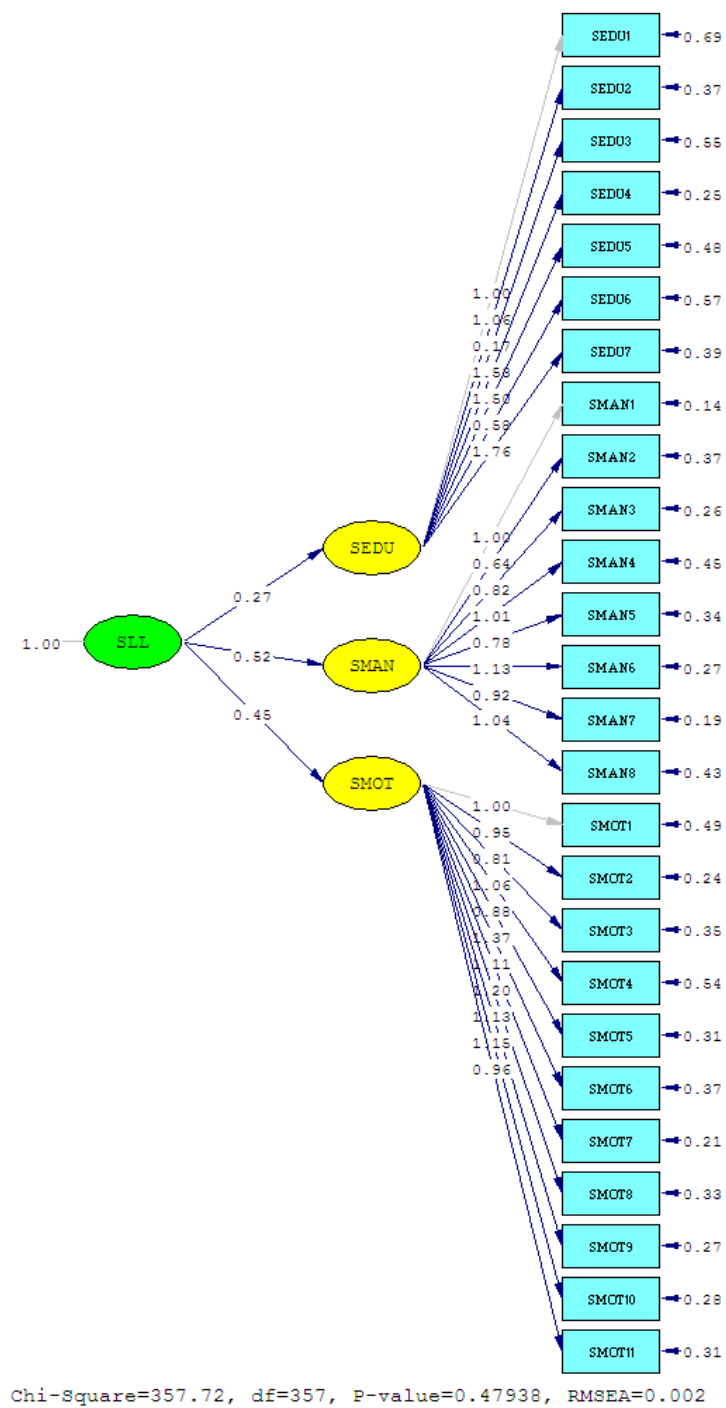 SEDU1 0.69
SEDU2 0.37
SEDU3 0.55
SEDU4 0.25
SEDU5 0.48
SEDU6 0.57
SEDU7 0.39
SMAN1 0.14
SMAN2 0.37
SMAN3 0.26
SMAN4 0.45
SMAN5 0.34
SMAN6 0.27
SMAN7 0.19
SMAN8 0.43
SMOT1 0.49
SMOT2 0.24
SMOT3 0.35
SMOT4 0.54
SMOT5 0.31
SMOT6 0.37
SMOT7 0.21
SMOT8 0.33
SMOT9 0.27
SMOT10 0.28
SMOT11 0.31
1.00
1.06
0.17
1.58
1.50
0.58
1.76
1.00
0.64
0.82
1.01
0.78
1.13
0.92
1.04
1.00
0.95
0.81
1.06
0.88
1.37
1.11
1.20
1.13
1.15
0.96
SEDU
SMAN
SMOT
0.27
0.52
0.45
1.00 SLL
Chi-Square=357.72, df=357, P-value=0.47938, RMSEA=0.002